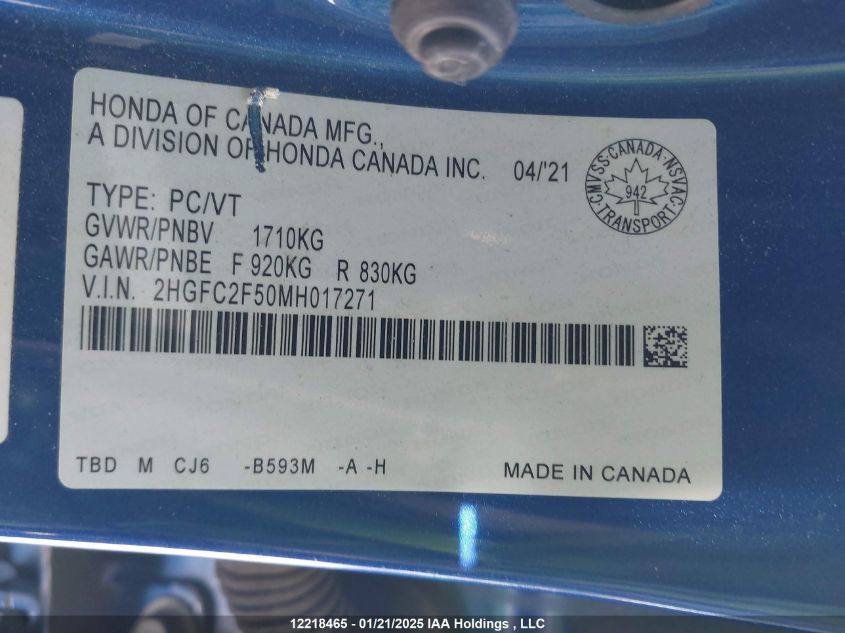 HONDA OF CANADA MFG.,
A DIVISION OF HONDA CANADA INC. 04/'21
CMVSS·CANADA·NSVAC
942
·TRANSPORT·
TYPE: PC/VT
GVWR/PNBV 1710KG
GAWR/PNBE F 920KG R 830KG
V.I.N. 2HGFC2F50MH017271
TBD M CJ6 -B593M -A -H
MADE IN CANADA
12218465 - 01/21/2025 IAA Holdings , LLC